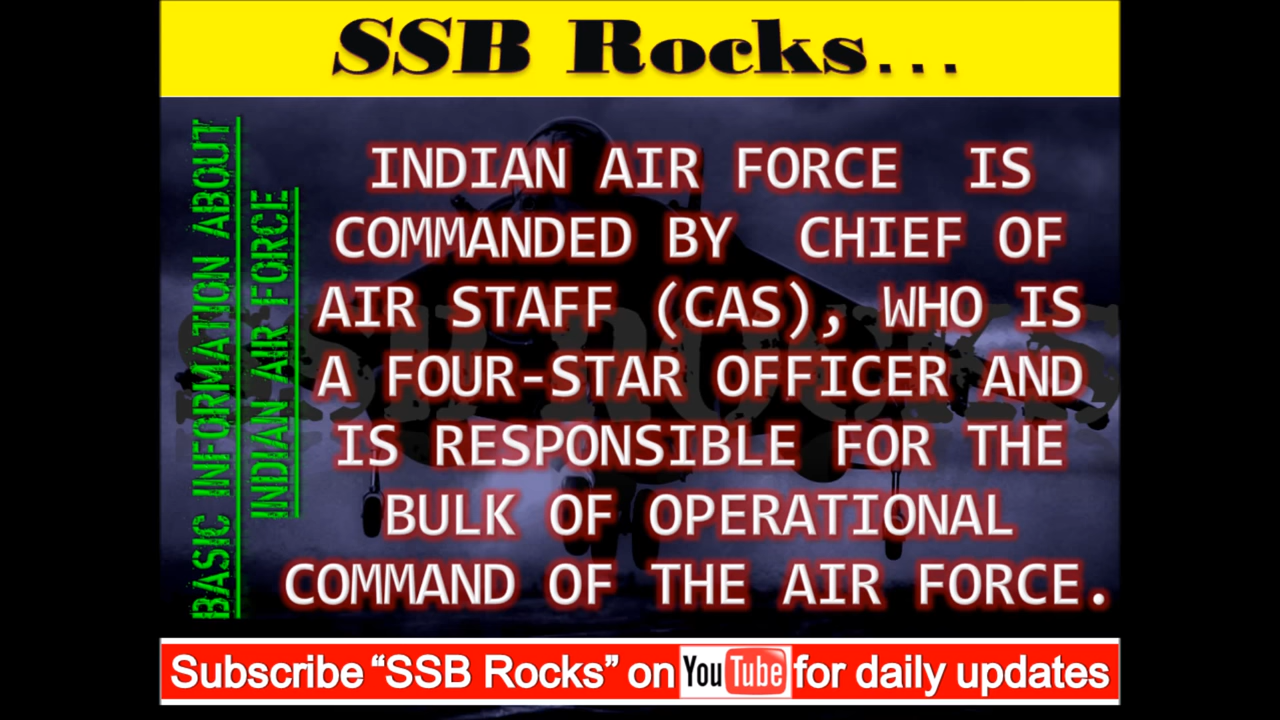 SSB Rocks...
BASIC INFORMATION ABOUT
INDIAN AIR FORCE
INDIAN AIR FORCE IS
COMMANDED BY CHIEF OF
AIR STAFF (CAS), WHO IS
A FOUR-STAR OFFICER AND
IS RESPONSIBLE FOR THE
BULK OF OPERATIONAL
COMMAND OF THE AIR FORCE.
SSB ROCKS
Subscribe “SSB Rocks” on YouTube for daily updates